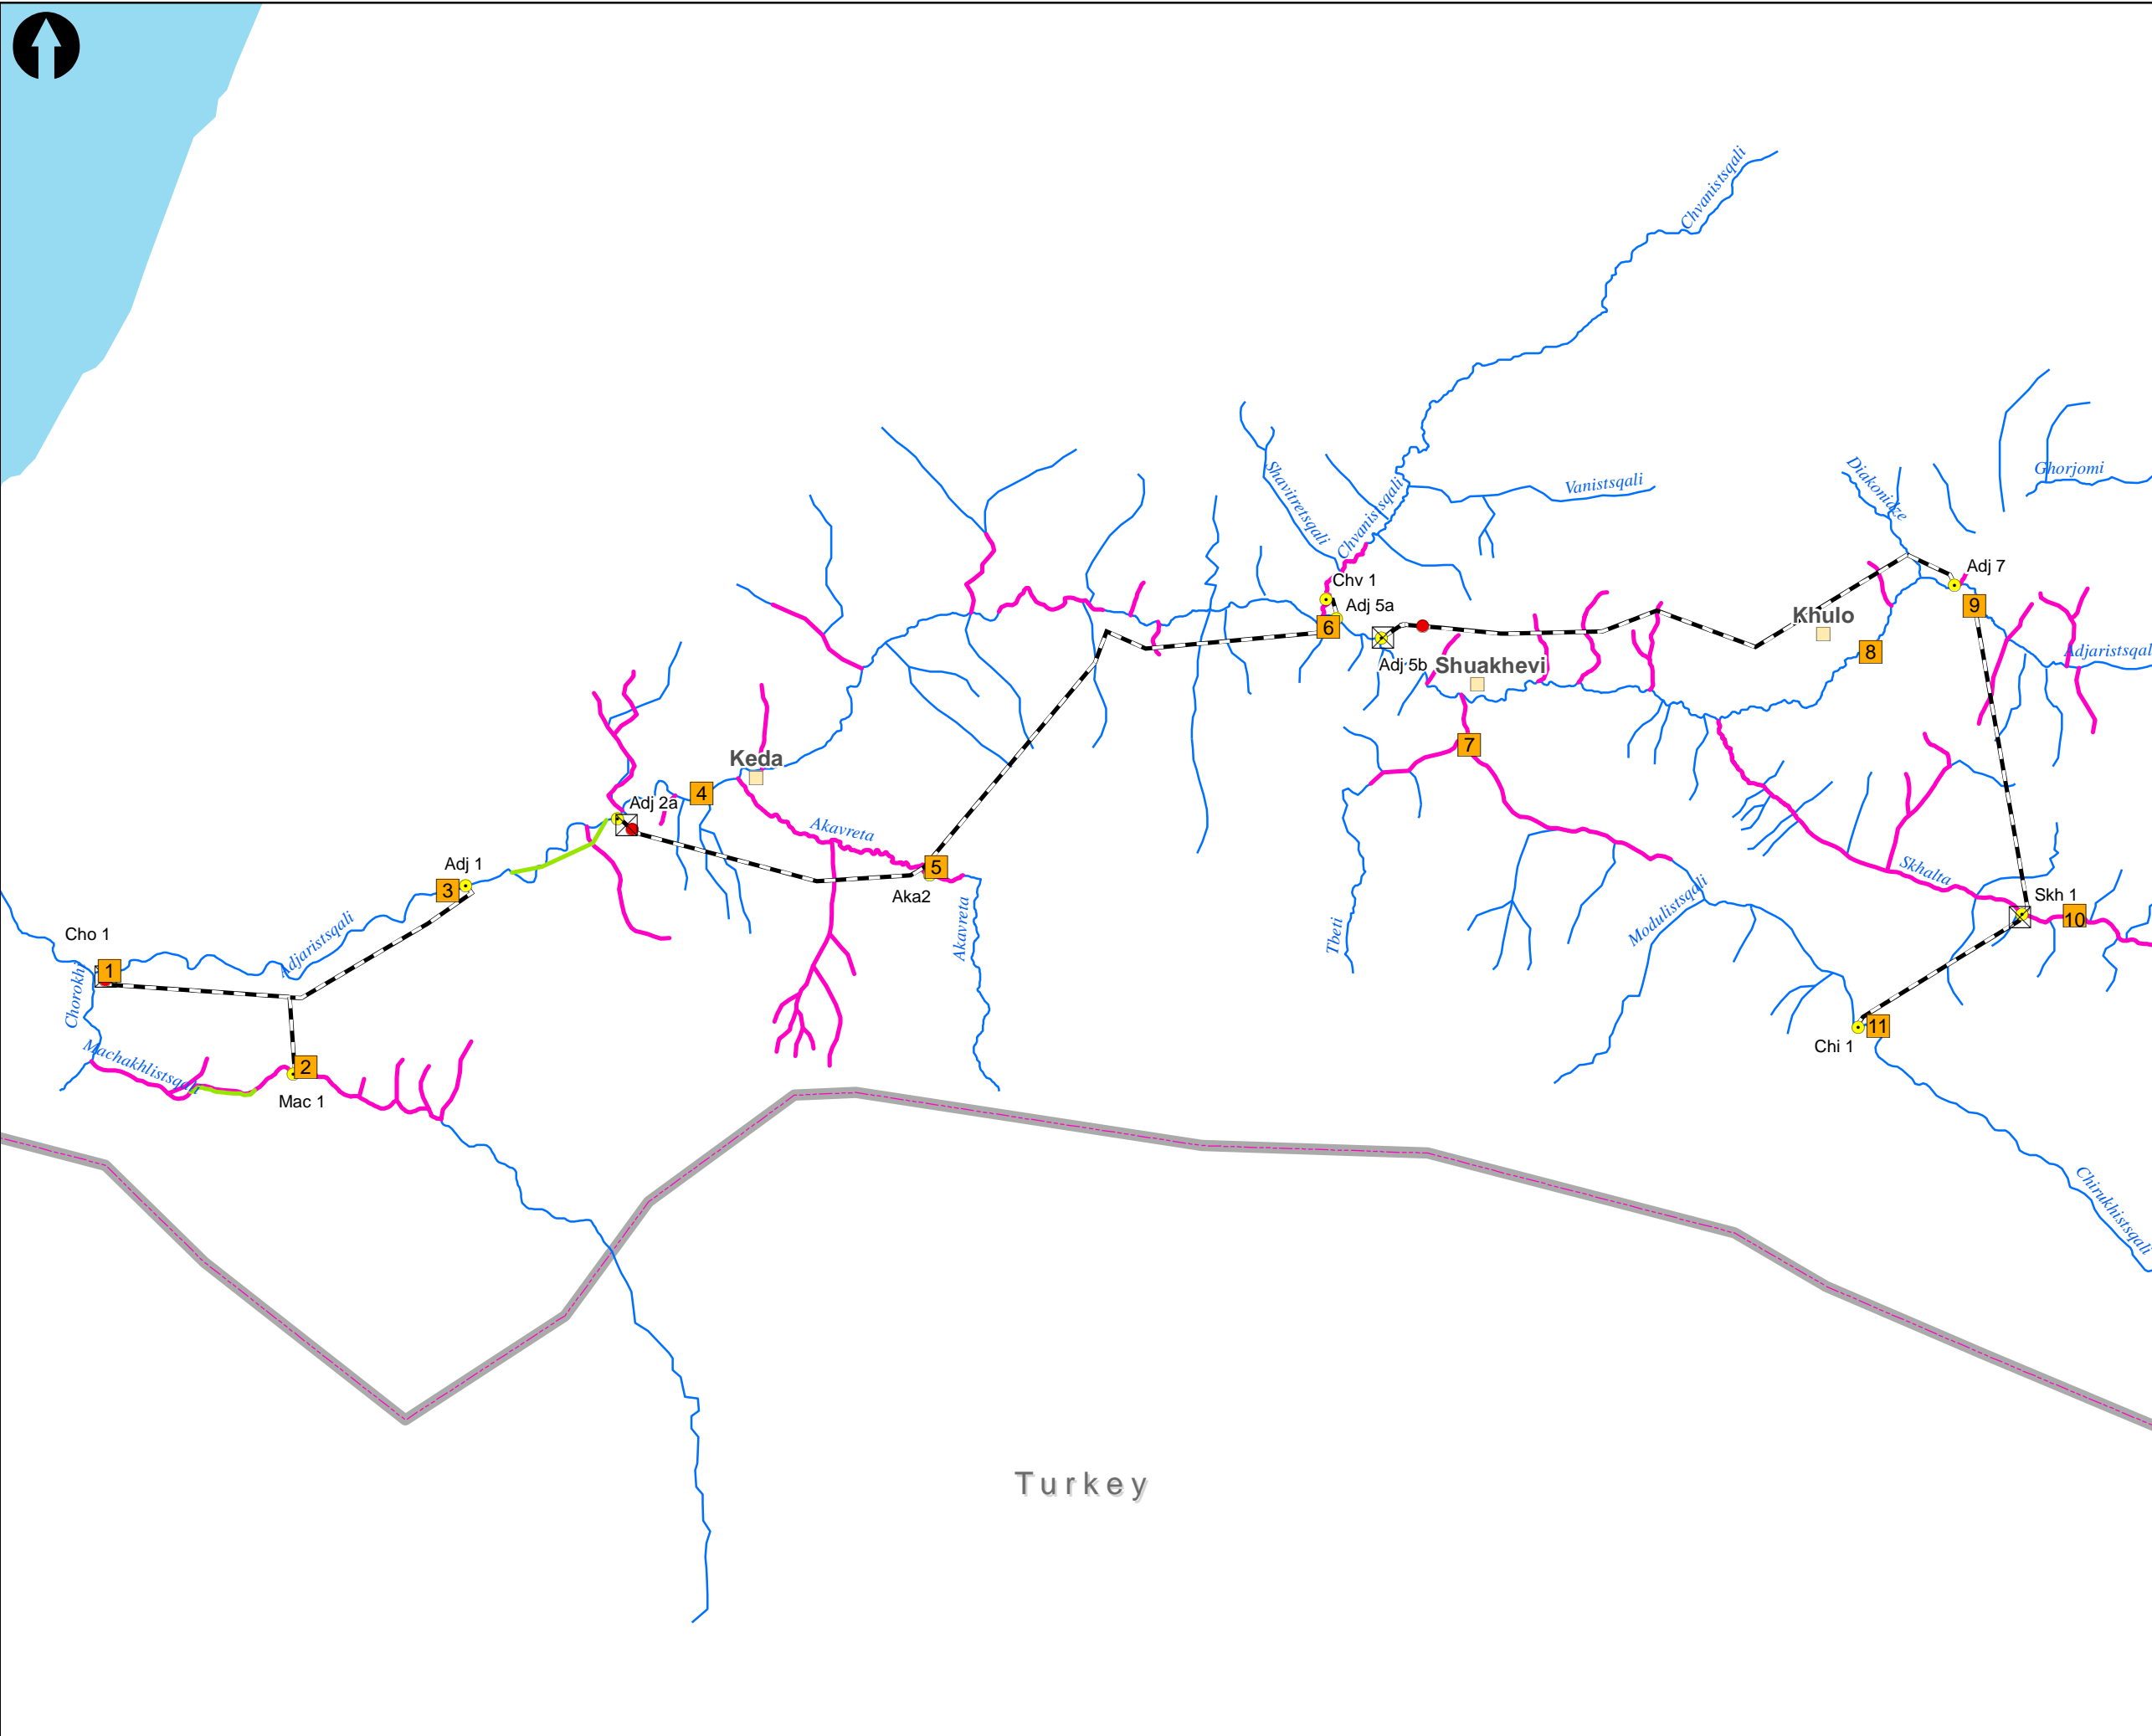 Chvanistsqali
Shavitretsqali
Chvanistsqali
Vanistsqali
Diakonidze
Ghorjomi
Chv 1
Adj 5a
6
Adj 7
9
Khulo
8
Adjaristsqal
Adj 5b
Shuakhevi
7
Keda
4
Adj 2a
Akavreta
5
Aka2
Akavreta
Adj 1
3
Adjaristsqali
Cho 1
1
Chorokhi
Machakhlistsqali
2
Mac 1
Tbeti
Modulistsqali
Skhalta
Skh 1
10
11
Chi 1
Chirukhistsqali
Turkey